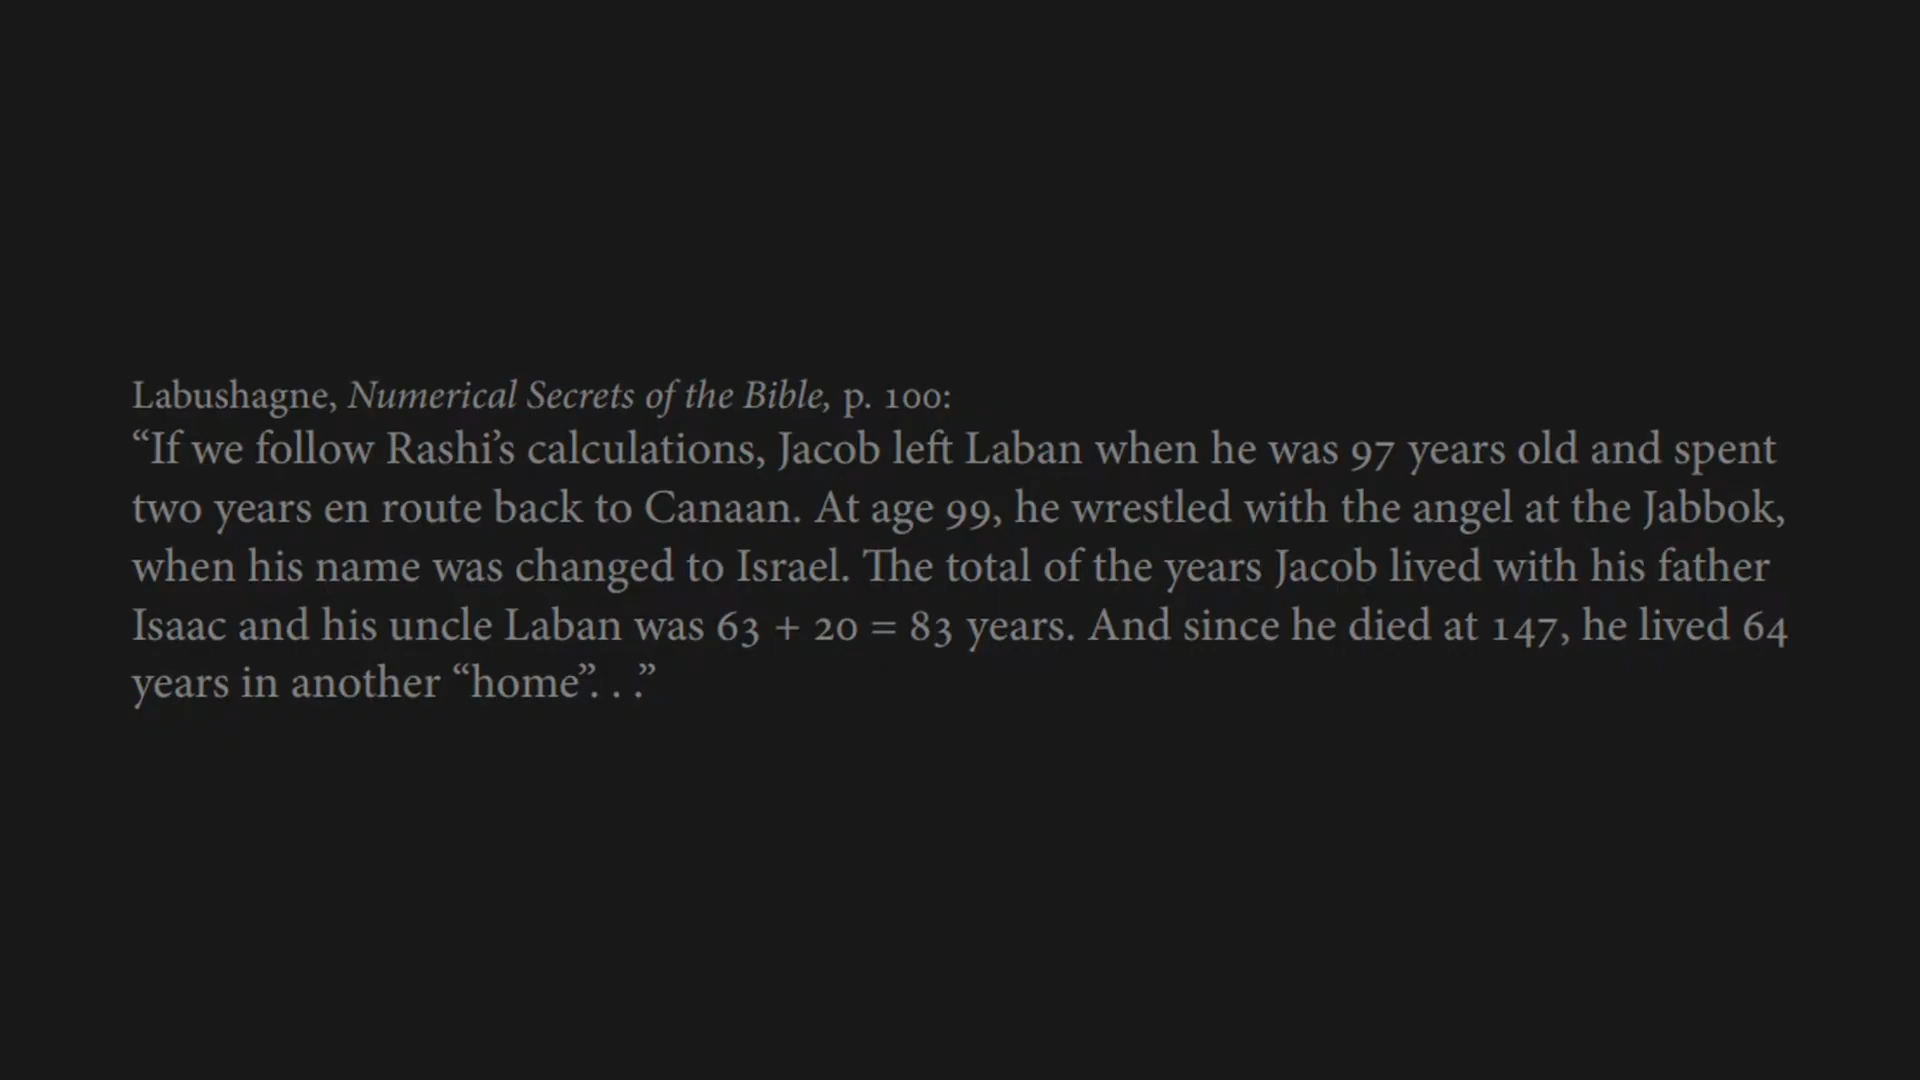 Labushagne, Numerical Secrets of the Bible, p. 100:
“If we follow Rashi’s calculations, Jacob left Laban when he was 97 years old and spent
two years en route back to Canaan. At age 99, he wrestled with the angel at the Jabbok,
when his name was changed to Israel. The total of the years Jacob lived with his father
Isaac and his uncle Laban was 63 + 20 = 83 years. And since he died at 147, he lived 64
years in another “home”. . .”